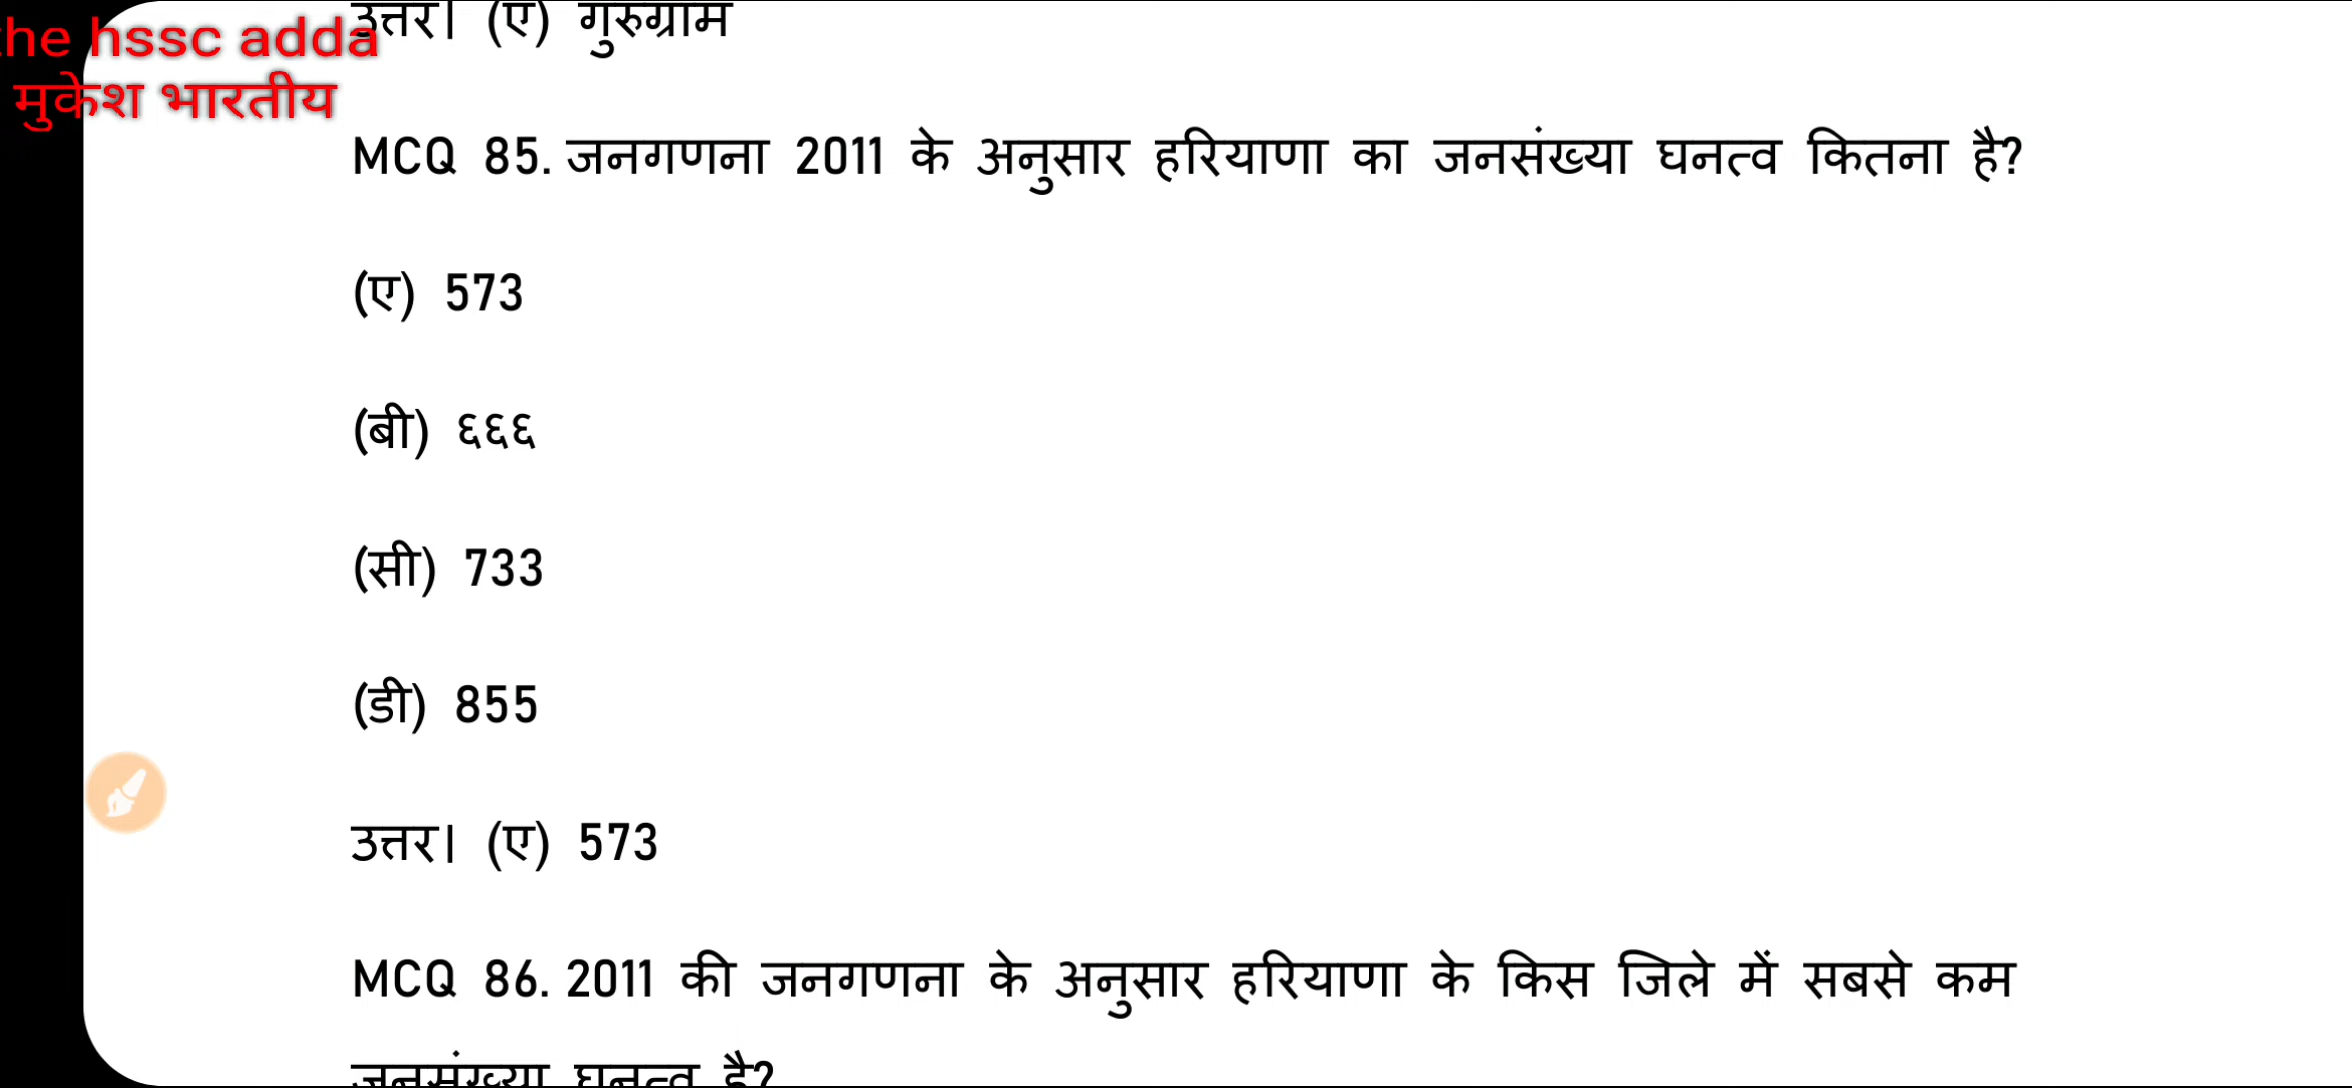 उत्तर। (ए) गुरुग्राम
he hssc adda
मुकेश भारतीय
MCQ 85. जनगणना 2011 के अनुसार हरियाणा का जनसंख्या घनत्व कितना है?
(ए) 573
(बी) ६६६
(सी) 733
(डी) 855
उत्तर। (ए) 573
MCQ 86. 2011 की जनगणना के अनुसार हरियाणा के किस जिले में सबसे कम
जनसंख्या घनत्व है?